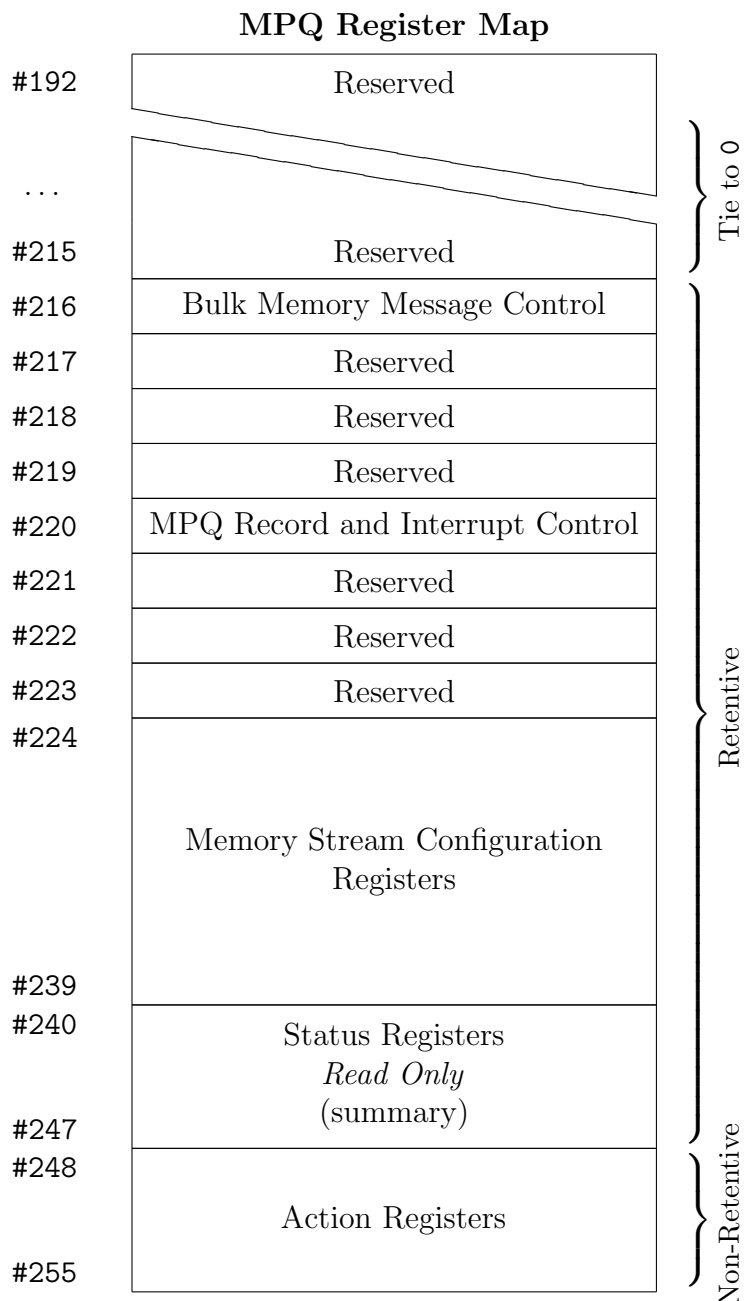 MPQ Register Map
#192 Reserved
...
Tie to 0
#215 Reserved
#216 Bulk Memory Message Control
#217 Reserved
#218 Reserved
#219 Reserved
#220 MPQ Record and Interrupt Control
#221 Reserved
#222 Reserved
#223 Reserved
Retentive
#224
Memory Stream Configuration
Registers
#239
#240
Status Registers
Read Only
(summary)
#247
#248
Action Registers
Non-Retentive
#255